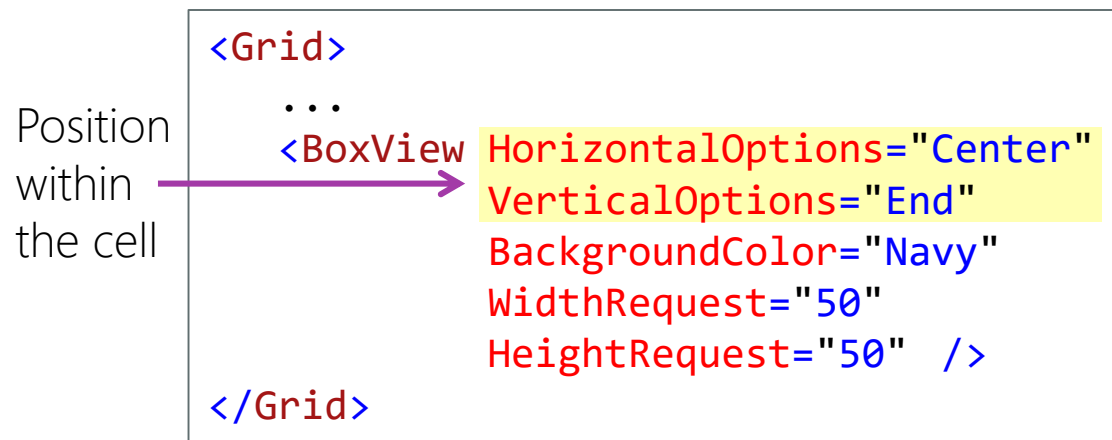 Position
within
the cell
<Grid>
...
<BoxView HorizontalOptions="Center"
VerticalOptions="End"
BackgroundColor="Navy"
WidthRequest="50"
HeightRequest="50" />
</Grid>